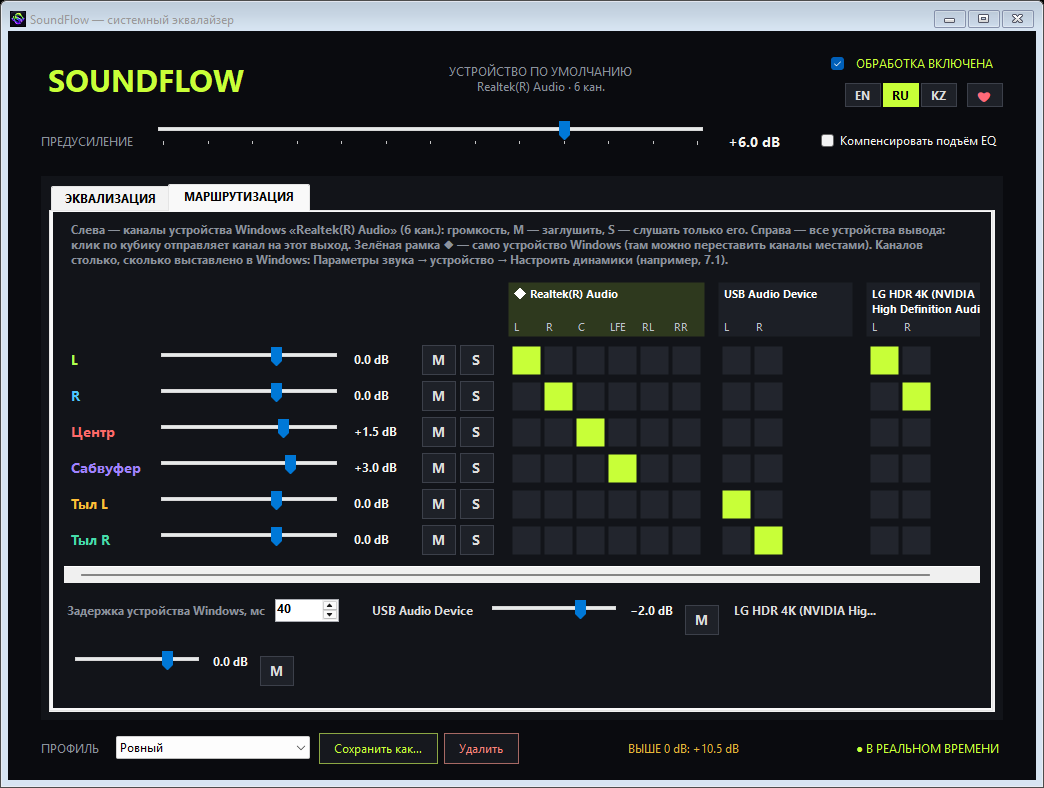 SoundFlow — системный эквалайзер
SOUNDFLOW
УСТРОЙСТВО ПО УМОЛЧАНИЮ
Realtek(R) Audio · 6 кан.
ОБРАБОТКА ВКЛЮЧЕНА
EN RU KZ
ПРЕДУСИЛЕНИЕ
+6.0 dB
Компенсировать подъём EQ
ЭКВАЛИЗАЦИЯ МАРШРУТИЗАЦИЯ
Слева — каналы устройства Windows «Realtek(R) Audio» (6 кан.): громкость, M — заглушить, S — слушать только его. Справа — все устройства вывода:
клик по кубику отправляет канал на этот выход. Зелёная рамка ◆ — само устройство Windows (там можно переставить каналы местами). Каналов
столько, сколько выставлено в Windows: Параметры звука → устройство → Настроить динамики (например, 7.1).
◆ Realtek(R) Audio
L R C LFE RL RR
USB Audio Device
L R
LG HDR 4K (NVIDIA
High Definition Audi
L R
L 0.0 dB M S
R 0.0 dB M S
Центр +1.5 dB M S
Сабвуфер +3.0 dB M S
Тыл L 0.0 dB M S
Тыл R 0.0 dB M S
Задержка устройства Windows, мс 40 USB Audio Device −2.0 dB M LG HDR 4K (NVIDIA Hig...
0.0 dB M
ПРОФИЛЬ Ровный Сохранить как... Удалить ВЫШЕ 0 dB: +10.5 dB ● В РЕАЛЬНОМ ВРЕМЕНИ